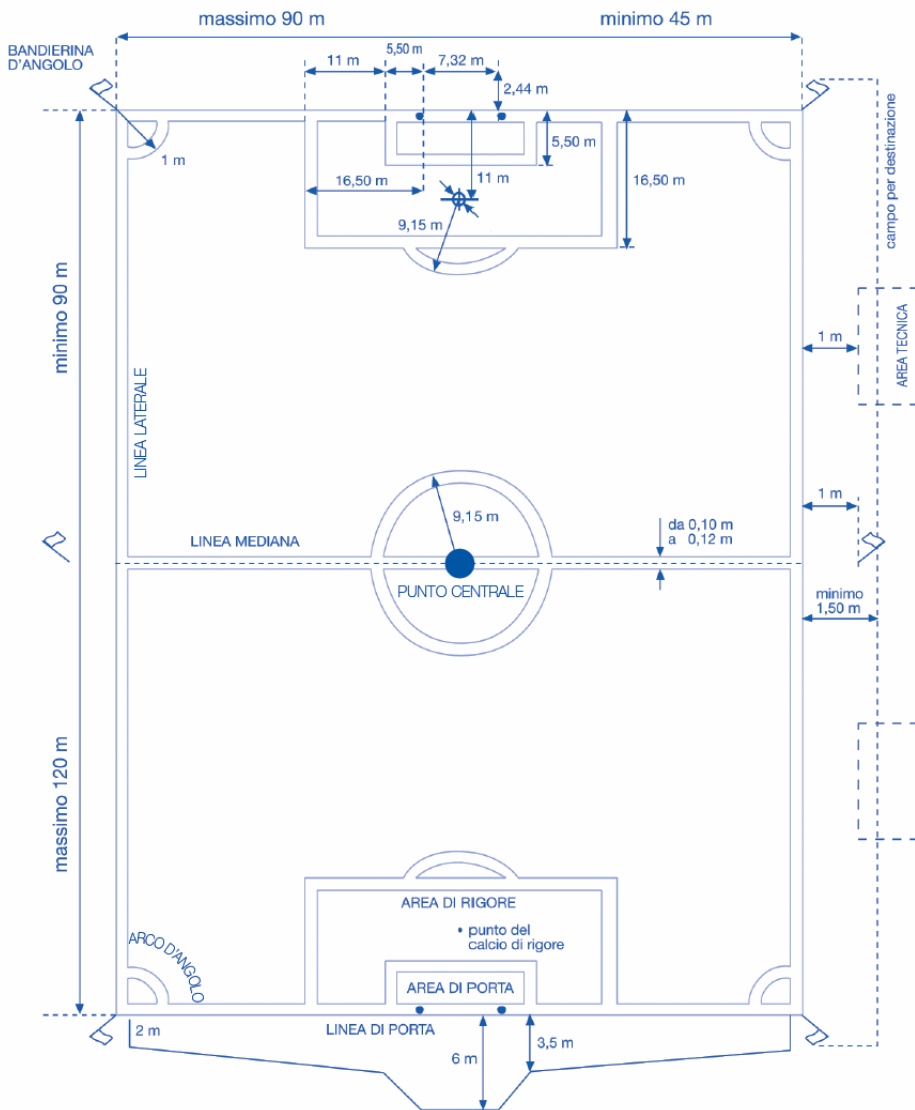 massimo 90 m
minimo 45 m
BANDIERINA
D'ANGOLO
11 m
5,50 m
7,32 m
2,44 m
1 m
5,50 m
11 m
16,50 m
16,50 m
9,15 m
campo per destinazione
minimo 90 m
LINEA LATERALE
1 m
AREA TECNICA
9,15 m
1 m
LINEA MEDIANA
da 0,10 m
a 0,12 m
PUNTO CENTRALE
minimo
1,50 m
massimo 120 m
AREA DI RIGORE
punto del
calcio di rigore
ARCO D'ANGOLO
AREA DI PORTA
2 m
LINEA DI PORTA
6 m
3,5 m